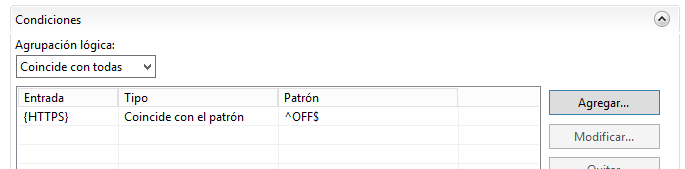 Condiciones
Agrupación lógica:
Coincide con todas
Entrada Tipo Patrón
{HTTPS} Coincide con el patrón ^OFF$
Agregar...
Modificar...